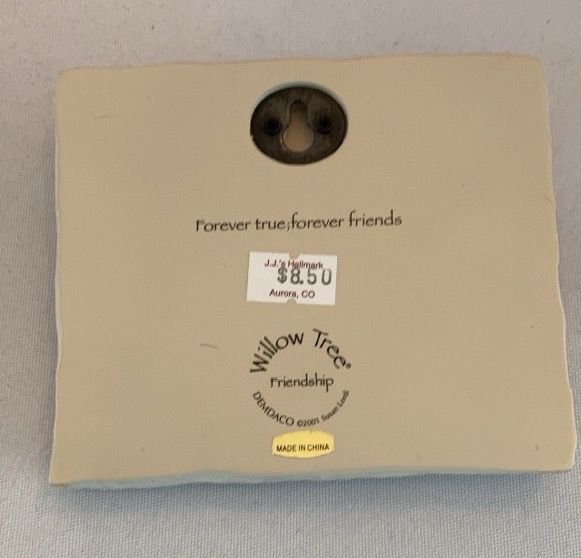 Forever true, forever friends
J.J.'s Hallmark
$8.50
Aurora, CO
Willow Tree®
Friendship
DEMDACO ©2001 Susan Lordi
MADE IN CHINA